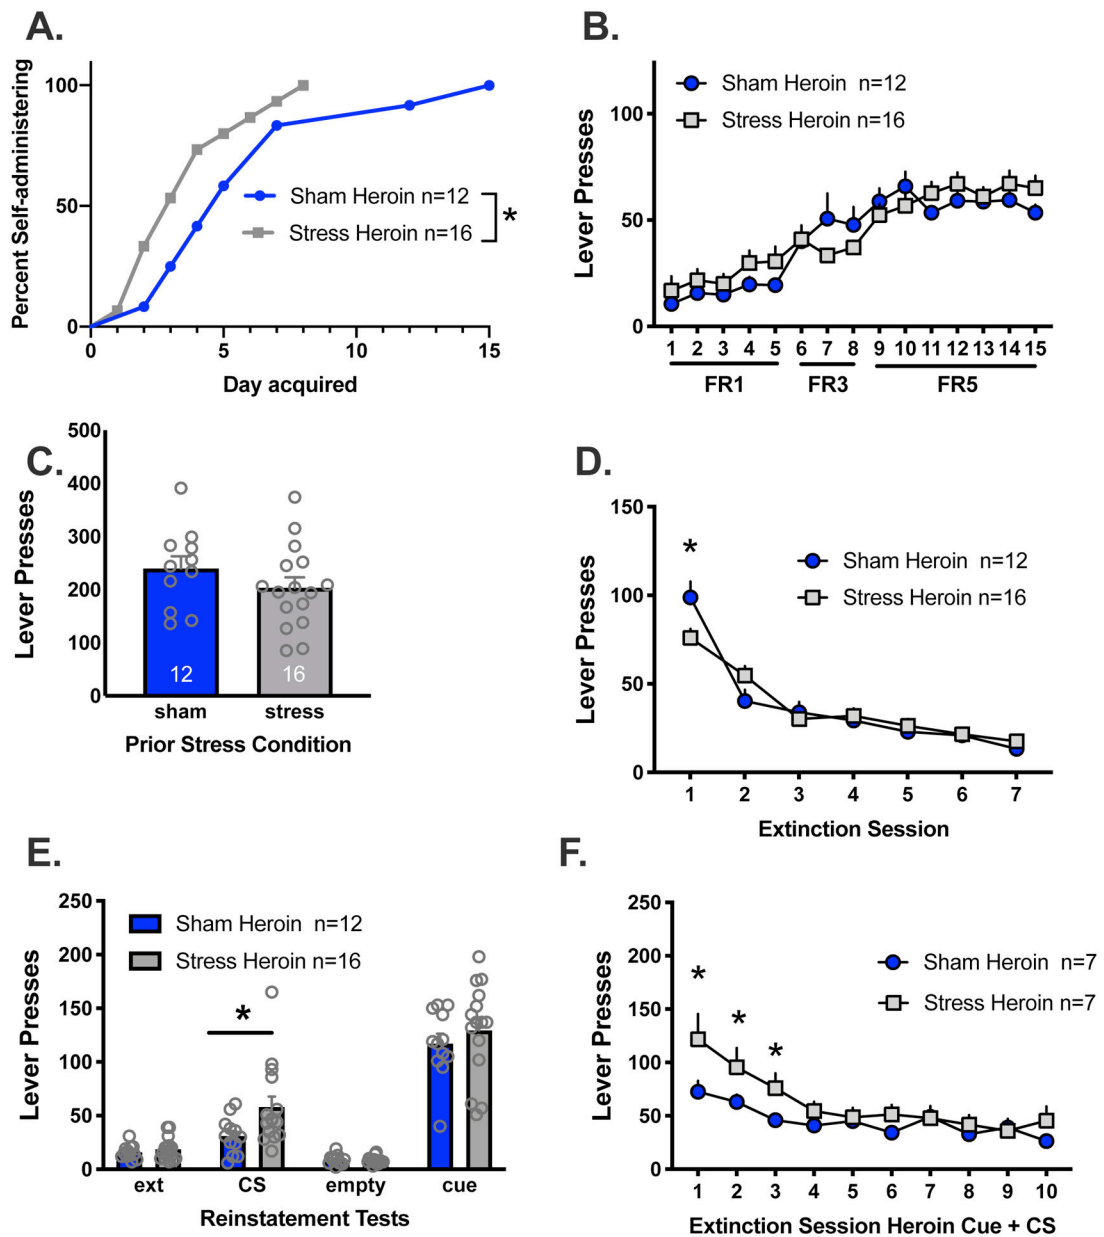 A.
Percent Self-administering
100
50
0
0
5
10
15
Day acquired
Sham Heroin n=12
Stress Heroin n=16
*
B.
Lever Presses
100
50
0
Sham Heroin n=12
Stress Heroin n=16
1 2 3 4 5 6 7 8 9 10 11 12 13 14 15
FR1 FR3 FR5
C.
Lever Presses
500
400
300
200
100
0
12 16
sham stress
Prior Stress Condition
D.
Lever Presses
150
100
50
0
*
Sham Heroin n=12
Stress Heroin n=16
1 2 3 4 5 6 7
Extinction Session
E.
Lever Presses
250
200
150
100
50
0
Sham Heroin n=12
Stress Heroin n=16
*
ext CS empty cue
Reinstatement Tests
F.
Lever Presses
250
200
150
100
50
0
Sham Heroin n=7
Stress Heroin n=7
* * *
1 2 3 4 5 6 7 8 9 10
Extinction Session Heroin Cue + CS